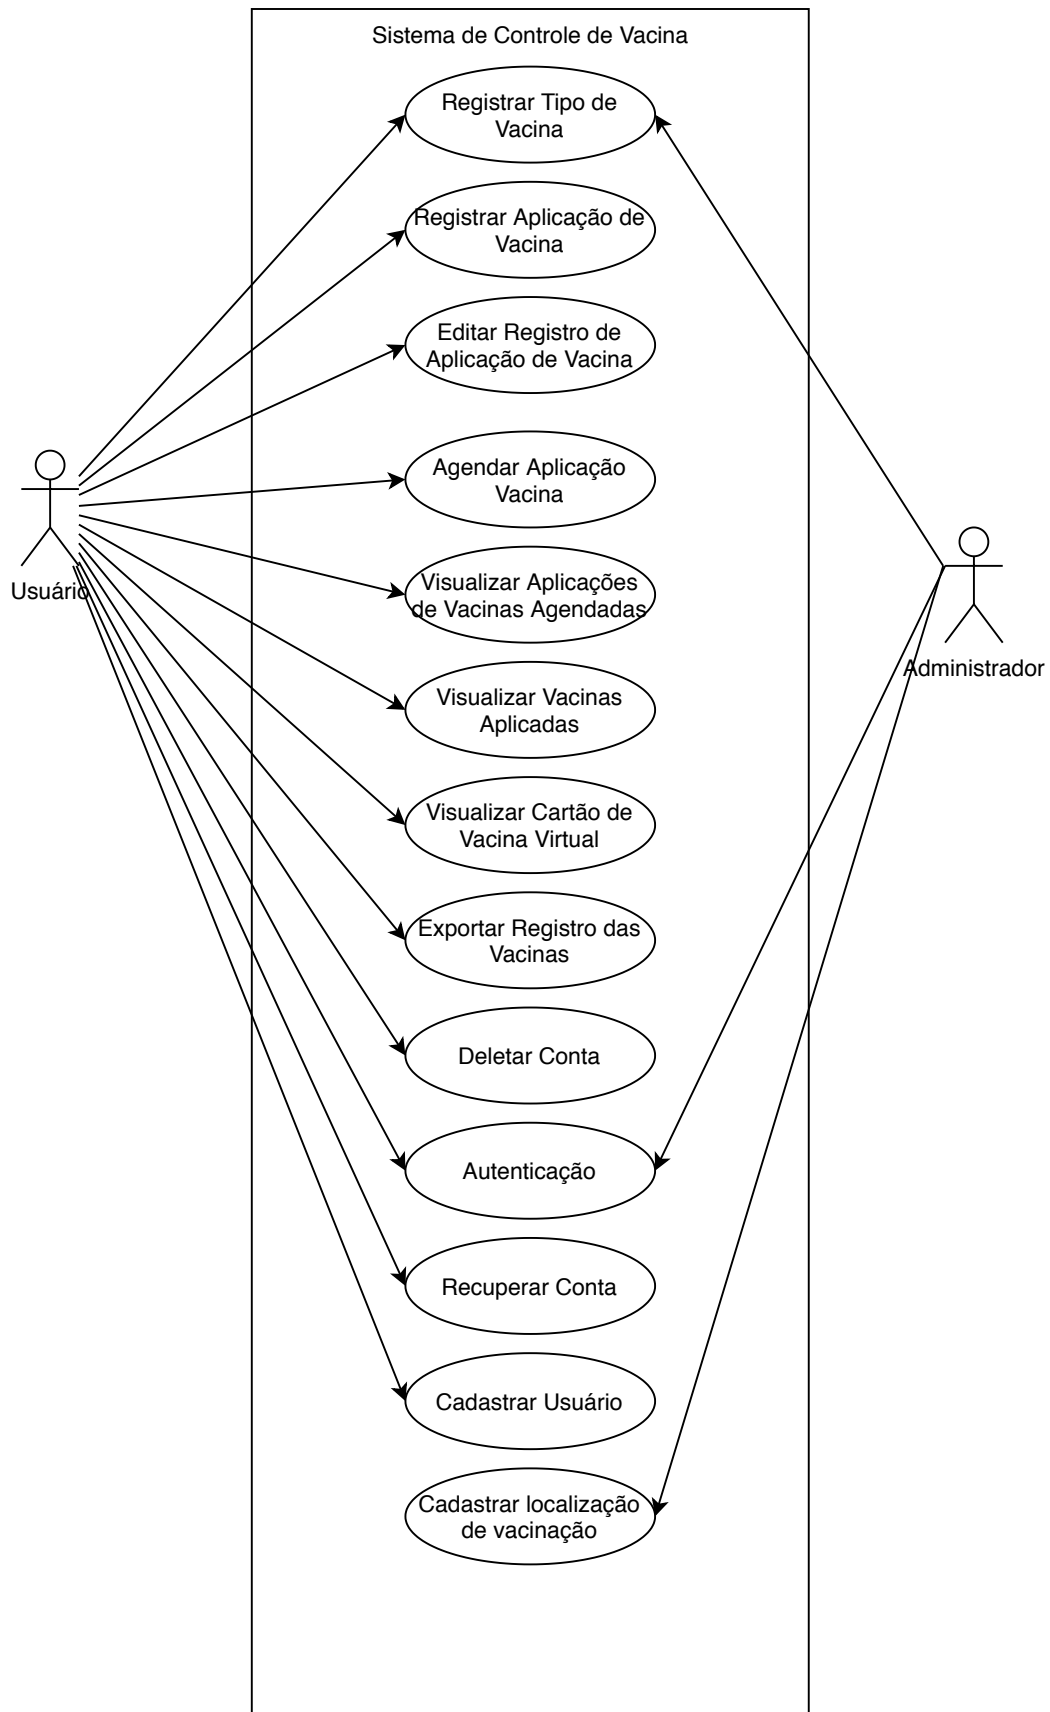 Sistema de Controle de Vacina
Registrar Tipo de
Vacina
Registrar Aplicação de
Vacina
Editar Registro de
Aplicação de Vacina
Agendar Aplicação
Vacina
Visualizar Aplicações
de Vacinas Agendadas
Usuário
Visualizar Vacinas
Aplicadas
Administrador
Visualizar Cartão de
Vacina Virtual
Exportar Registro das
Vacinas
Deletar Conta
Autenticação
Recuperar Conta
Cadastrar Usuário
Cadastrar localização
de vacinação